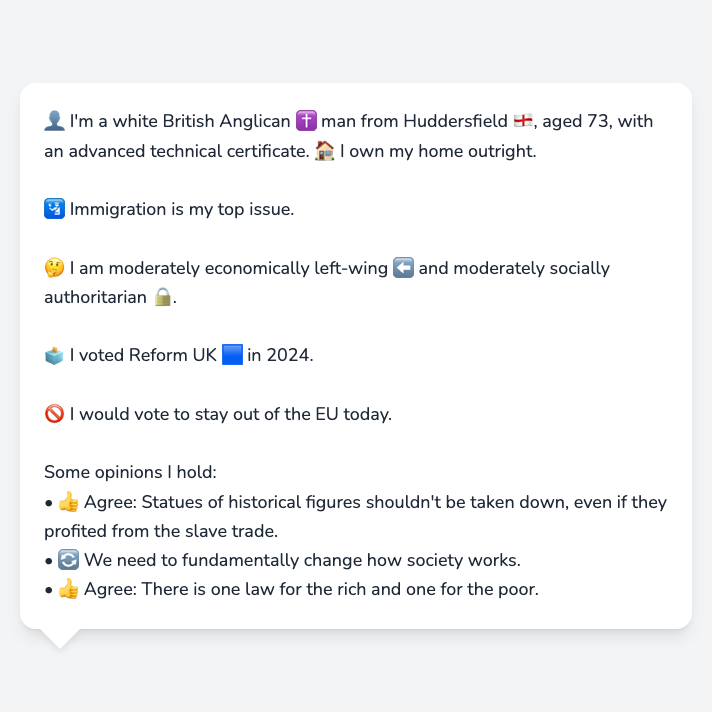 👤 I'm a white British Anglican ✝️ man from Huddersfield 🏴󠁧󠁢󠁥󠁮󠁧󠁿, aged 73, with
an advanced technical certificate. 🏠 I own my home outright.
🛂 Immigration is my top issue.
🤔 I am moderately economically left-wing ⬅️ and moderately socially
authoritarian 🔒.
🗳️ I voted Reform UK 🟦 in 2024.
🚫 I would vote to stay out of the EU today.
Some opinions I hold:
• 👍 Agree: Statues of historical figures shouldn't be taken down, even if they
profited from the slave trade.
• 🔄 We need to fundamentally change how society works.
• 👍 Agree: There is one law for the rich and one for the poor.